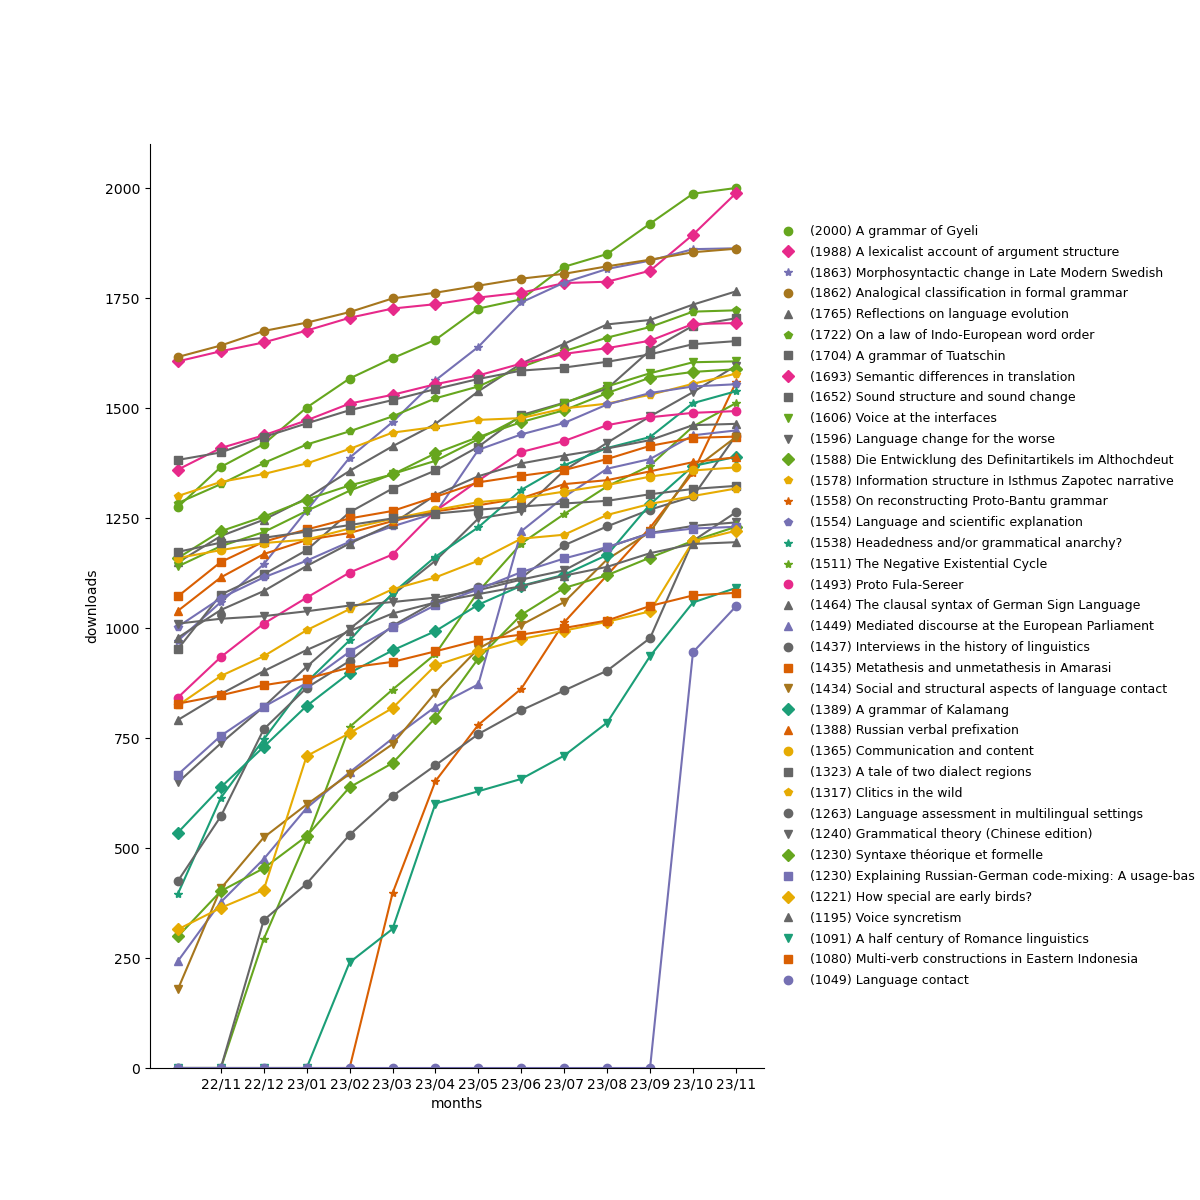 2000
1750
1500
1250
1000
750
500
250
0
downloads
22/11 22/12 23/01 23/02 23/03 23/04 23/05 23/06 23/07 23/08 23/09 23/10 23/11
months
(2000) A grammar of Gyeli
(1988) A lexicalist account of argument structure
(1863) Morphosyntactic change in Late Modern Swedish
(1862) Analogical classification in formal grammar
(1765) Reflections on language evolution
(1722) On a law of Indo-European word order
(1704) A grammar of Tuatschin
(1693) Semantic differences in translation
(1652) Sound structure and sound change
(1606) Voice at the interfaces
(1596) Language change for the worse
(1588) Die Entwicklung des Definitartikels im Althochdeut
(1578) Information structure in Isthmus Zapotec narrative
(1558) On reconstructing Proto-Bantu grammar
(1554) Language and scientific explanation
(1538) Headedness and/or grammatical anarchy?
(1511) The Negative Existential Cycle
(1493) Proto Fula-Sereer
(1464) The clausal syntax of German Sign Language
(1449) Mediated discourse at the European Parliament
(1437) Interviews in the history of linguistics
(1435) Metathesis and unmetathesis in Amarasi
(1434) Social and structural aspects of language contact
(1389) A grammar of Kalamang
(1388) Russian verbal prefixation
(1365) Communication and content
(1323) A tale of two dialect regions
(1317) Clitics in the wild
(1263) Language assessment in multilingual settings
(1240) Grammatical theory (Chinese edition)
(1230) Syntaxe théorique et formelle
(1230) Explaining Russian-German code-mixing: A usage-bas
(1221) How special are early birds?
(1195) Voice syncretism
(1091) A half century of Romance linguistics
(1080) Multi-verb constructions in Eastern Indonesia
(1049) Language contact